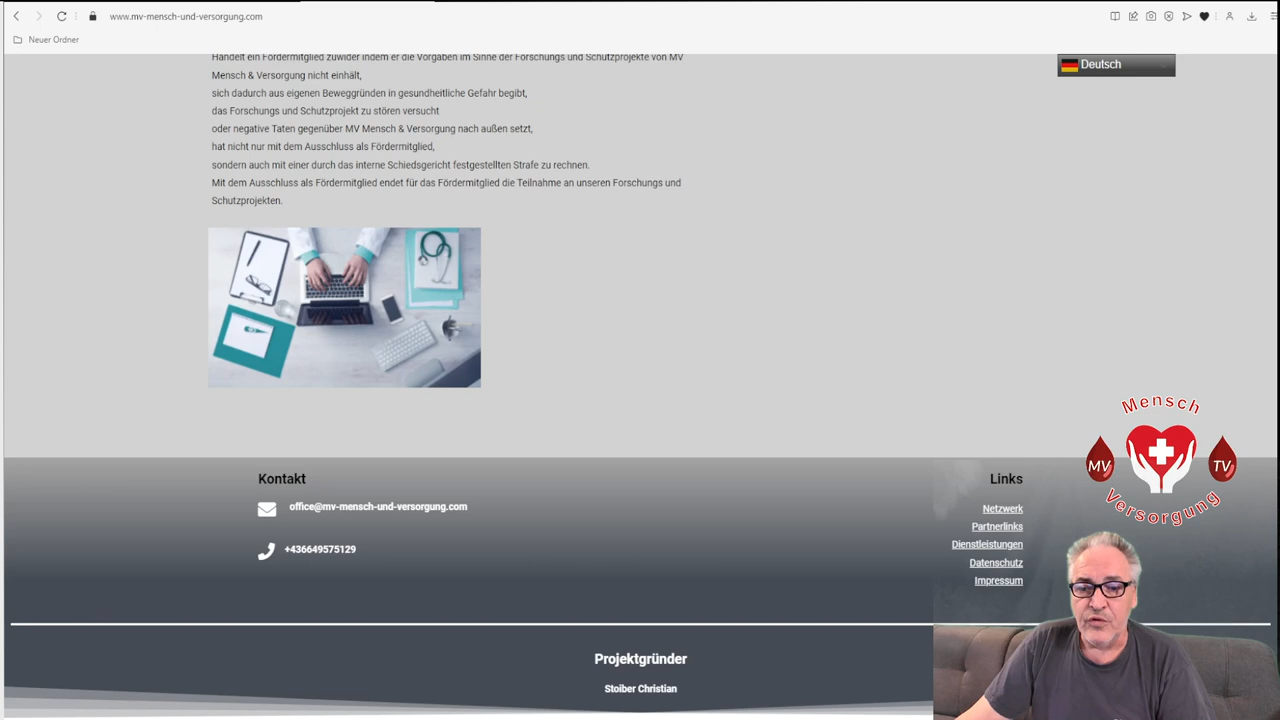 www.mv-mensch-und-versorgung.com
Neuer Ordner
Handelt ein Fördermitglied zuwider indem er die Vorgaben im Sinne der Forschungs und Schutzprojekte von MV
Mensch & Versorgung nicht einhält,
sich dadurch aus eigenen Beweggründen in gesundheitliche Gefahr begibt,
das Forschungs und Schutzprojekt zu stören versucht
oder negative Taten gegenüber MV Mensch & Versorgung nach außen setzt,
hat nicht nur mit dem Ausschluss als Fördermitglied,
sondern auch mit einer durch das interne Schiedsgericht festgestellten Strafe zu rechnen.
Mit dem Ausschluss als Fördermitglied endet für das Fördermitglied die Teilnahme an unseren Forschungs und
Schutzprojekten.
Deutsch
Mensch
MV
TV
Versorgung
Kontakt
office@mv-mensch-und-versorgung.com
+436649575129
Links
Netzwerk
Partnerlinks
Dienstleistungen
Datenschutz
Impressum
Projektgründer
Stoiber Christian